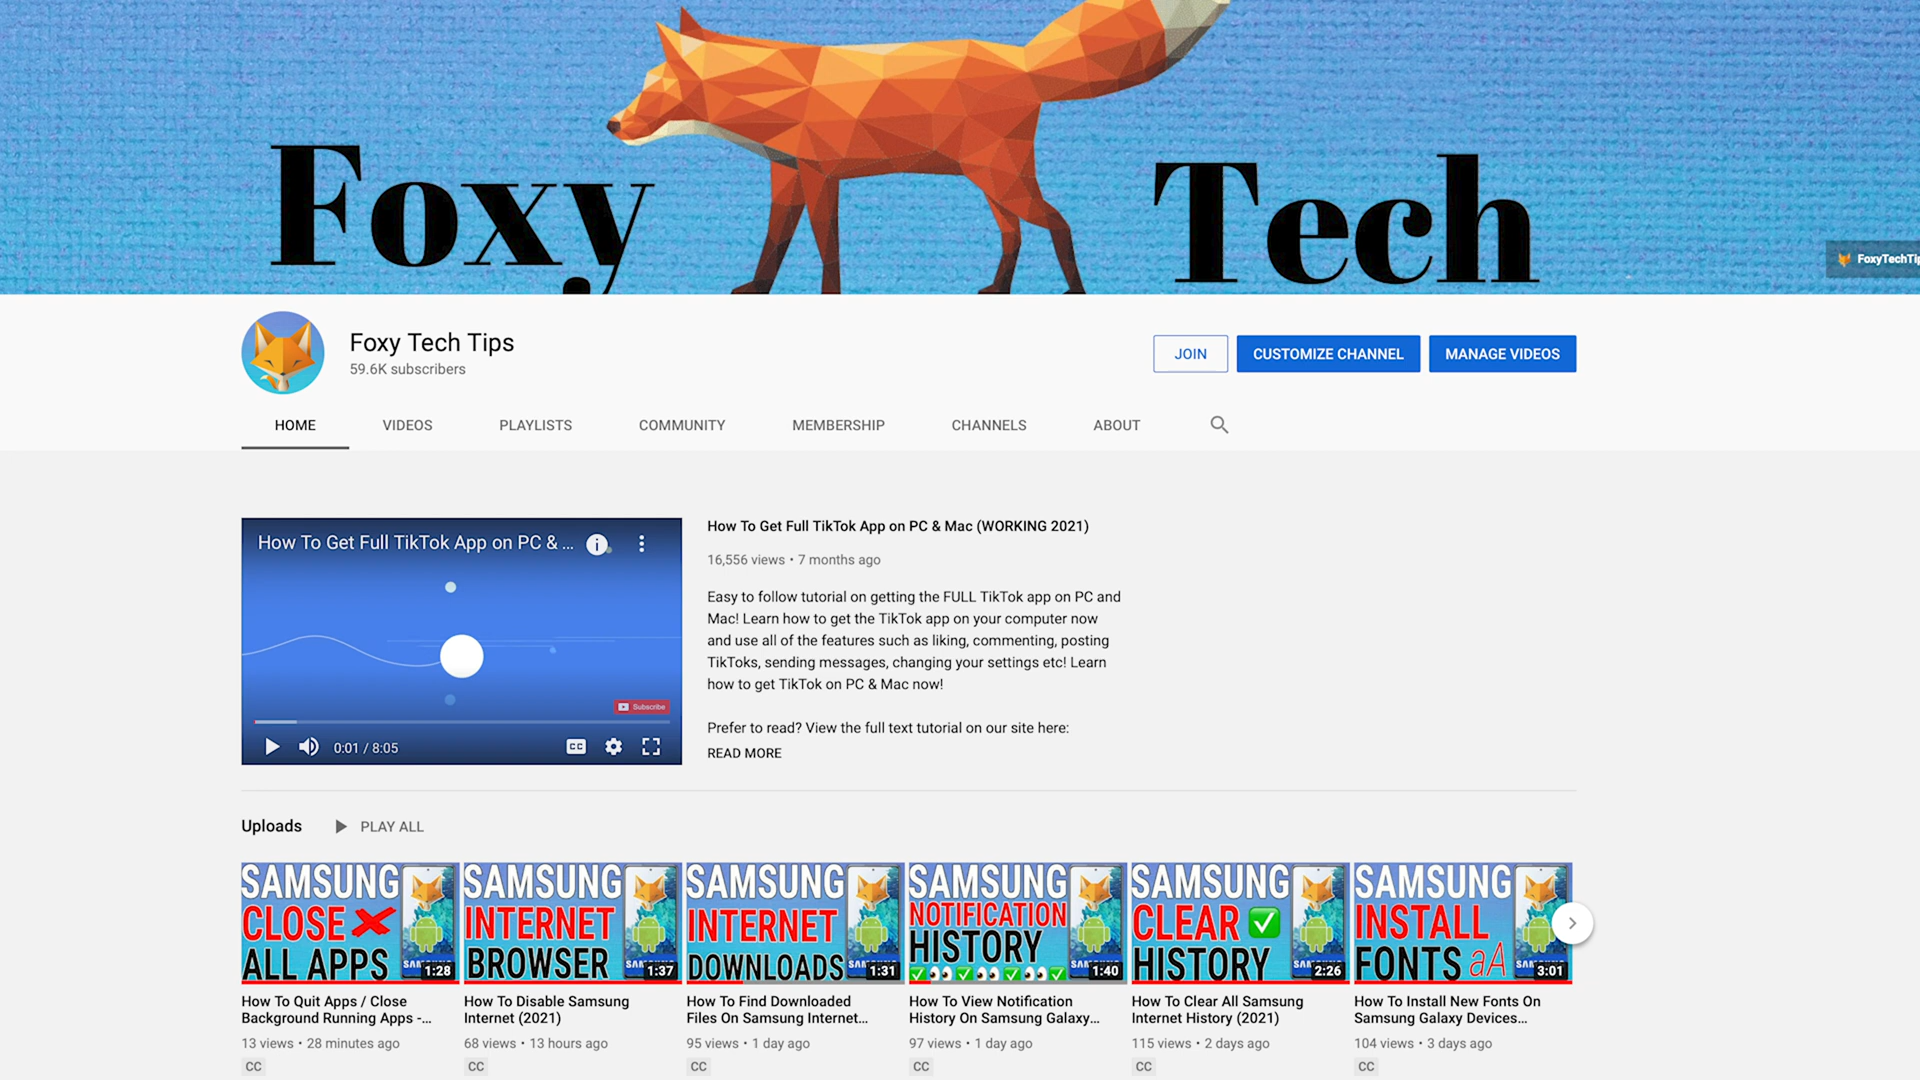 Foxy Tech
FoxyTechTip
Foxy Tech Tips
59.6K subscribers
JOIN
CUSTOMIZE CHANNEL
MANAGE VIDEOS
HOME
VIDEOS
PLAYLISTS
COMMUNITY
MEMBERSHIP
CHANNELS
ABOUT
How To Get Full TikTok App on PC & ...
Subscribe
0:01 / 8:05
CC
How To Get Full TikTok App on PC & Mac (WORKING 2021)
16,556 views • 7 months ago
Easy to follow tutorial on getting the FULL TikTok app on PC and
Mac! Learn how to get the TikTok app on your computer now
and use all of the features such as liking, commenting, posting
TikToks, sending messages, changing your settings etc! Learn
how to get TikTok on PC & Mac now!
Prefer to read? View the full text tutorial on our site here:
READ MORE
Uploads
PLAY ALL
SAMSUNG
CLOSE
ALL APPS
SAM
1:28
How To Quit Apps / Close
Background Running Apps -...
13 views • 28 minutes ago
CC
SAMSUNG
INTERNET
BROWSER
SAM
1:37
How To Disable Samsung
Internet (2021)
68 views • 13 hours ago
CC
SAMSUNG
INTERNET
DOWNLOADS
SAM
1:31
How To Find Downloaded
Files On Samsung Internet...
95 views • 1 day ago
CC
SAMSUNG
NOTIFICATION
HISTORY
SAM
1:40
How To View Notification
History On Samsung Galaxy...
97 views • 1 day ago
CC
SAMSUNG
CLEAR
HISTORY
SAM
2:26
How To Clear All Samsung
Internet History (2021)
115 views • 2 days ago
CC
SAMSUNG
INSTALL
FONTS aA
SAM
3:01
How To Install New Fonts On
Samsung Galaxy Devices...
104 views • 3 days ago
CC